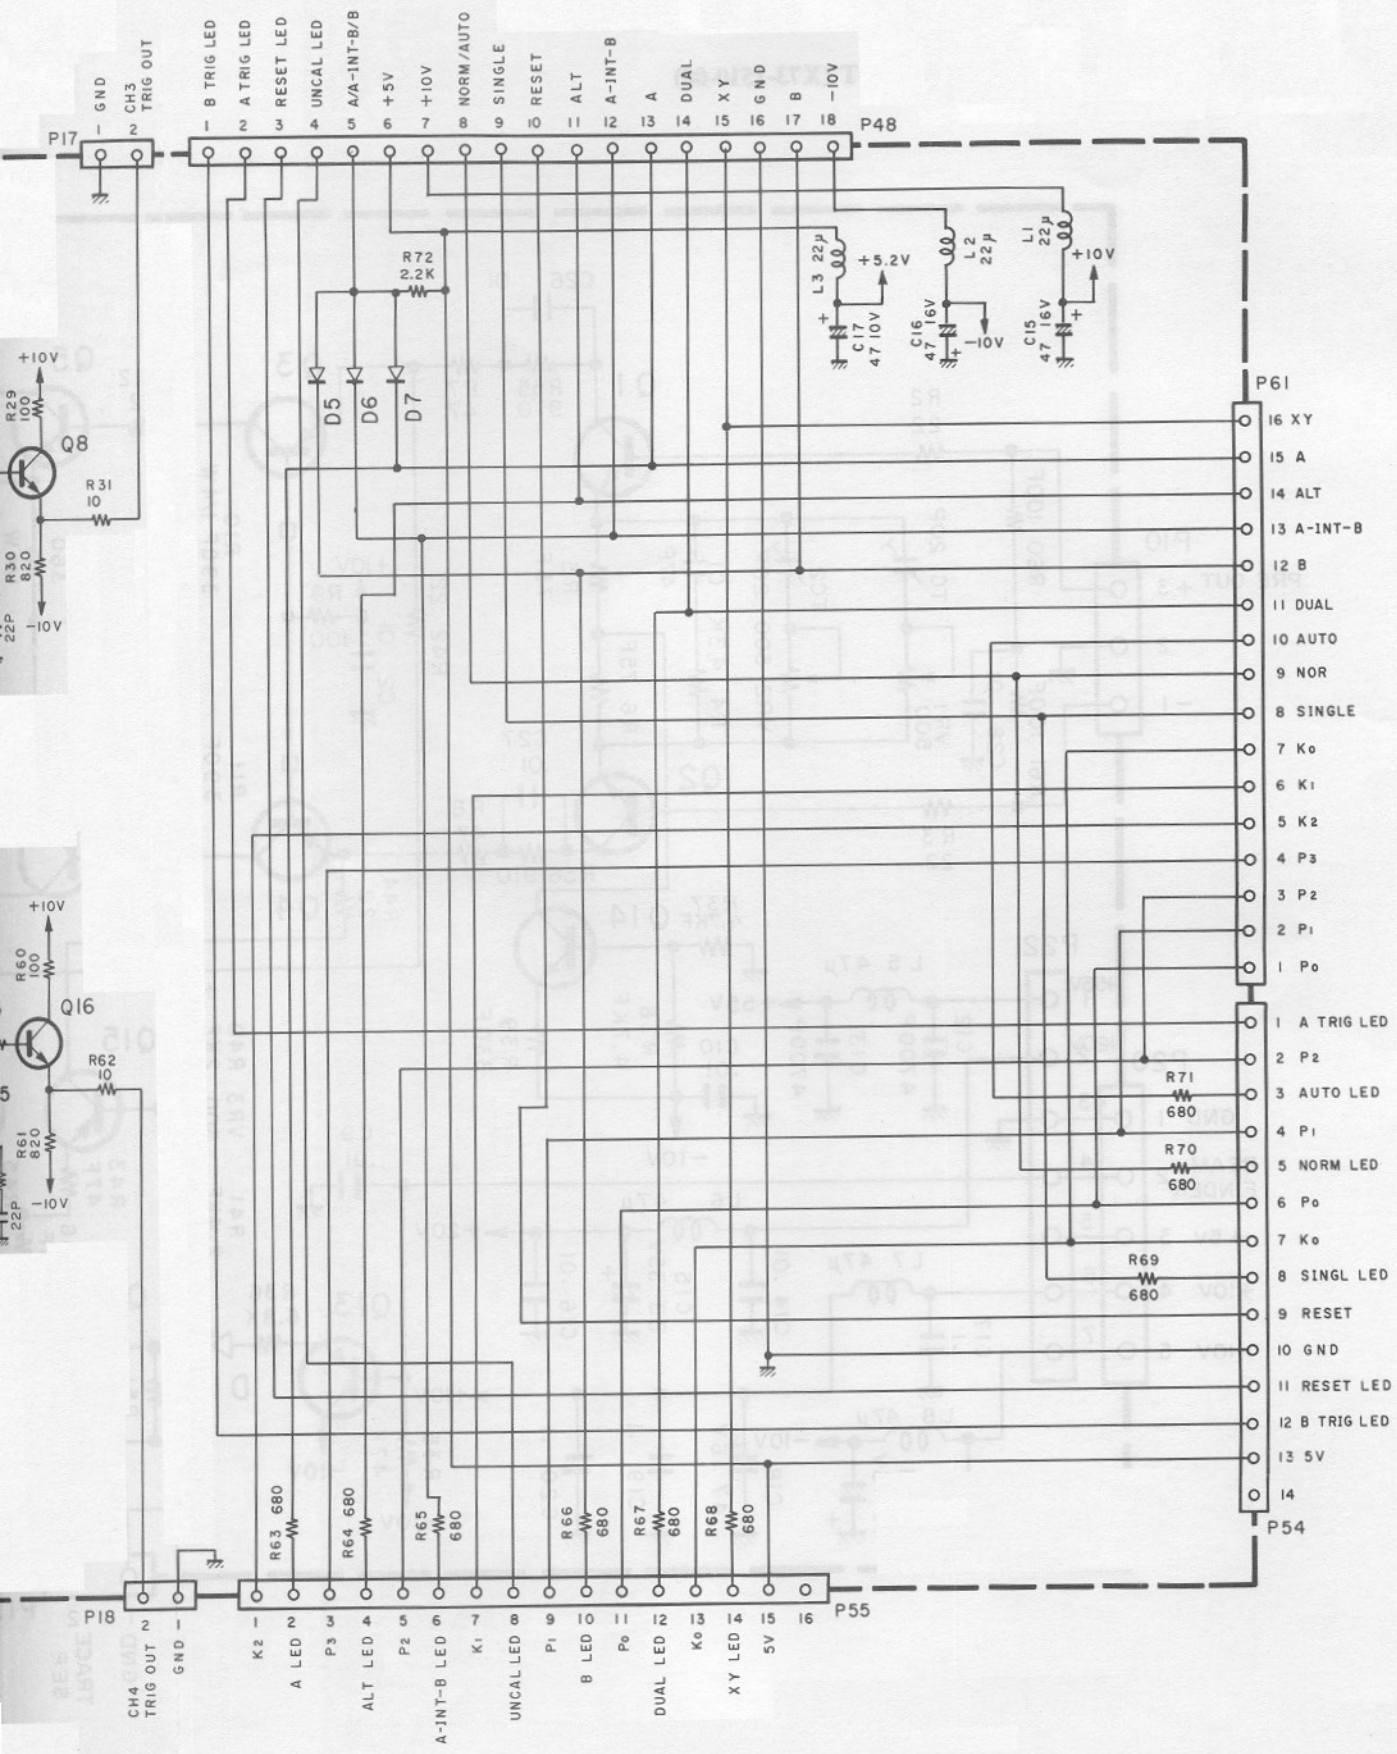 P17
1 GND
2 CH3 TRIG OUT
1 B TRIG LED
2 A TRIG LED
3 RESET LED
4 UNCAL LED
5 A/A-INT-B/B
6 +5V
7 +10V
8 NORM/AUTO
9 SINGLE
10 RESET
11 ALT
12 A-INT-B
13 A
14 DUAL
15 XY
16 GND
17 B
18 -10V
P48
R72
2.2K
L3 22μ
+5.2V
C17
47 10V
+
L2
22μ
C16
47 16V
-10V
+
L1
22μ
+10V
C15
47 16V
+
D5
D6
D7
+10V
R29
100
Q8
R31
10
R30
820
-10V
22P
+10V
R60
100
Q16
R62
10
5
R61
820
-10V
22P
P61
16 XY
15 A
14 ALT
13 A-INT-B
12 B
11 DUAL
10 AUTO
9 NOR
8 SINGLE
7 K0
6 K1
5 K2
4 P3
3 P2
2 P1
1 P0
1 A TRIG LED
2 P2
R71
680
3 AUTO LED
4 P1
R70
680
5 NORM LED
6 P0
7 K0
R69
680
8 SINGL LED
9 RESET
10 GND
11 RESET LED
12 B TRIG LED
13 5V
14
P54
R63 680
R64 680
R65
680
R66
680
R67
680
R68
680
P18
2 CH4 TRIG OUT
1 GND
1 K2
2 A LED
3 P3
4 ALT LED
5 P2
6 A-INT-B LED
7 K1
8 UNCAL LED
9 P1
10 B LED
11 P0
12 DUAL LED
13 K0
14 XY LED
15 5V
16
P55